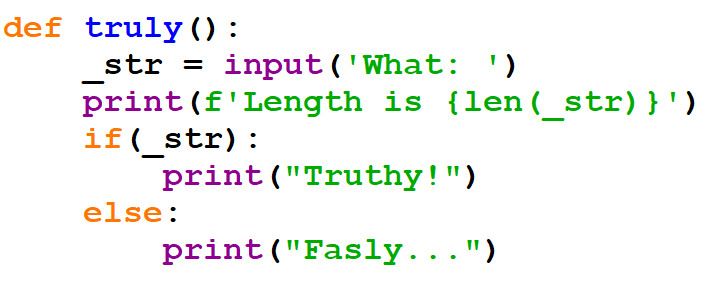 def truly():
    _str = input('What: ')
    print(f'Length is {len(_str)}')
    if(_str):
        print("Truthy!")
    else:
        print("Fasly...")